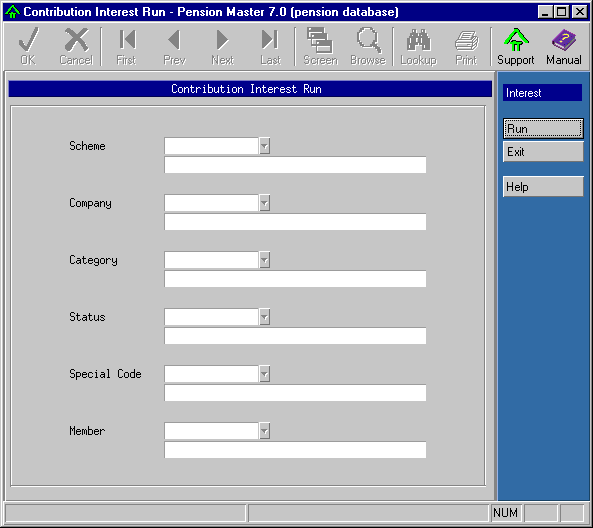 Contribution Interest Run - Pension Master 7.0 (pension database)
OK Cancel First Prev Next Last Screen Browse Lookup Print Support Manual
Contribution Interest Run
Interest
Run
Exit
Help
Scheme
Company
Category
Status
Special Code
Member
NUM